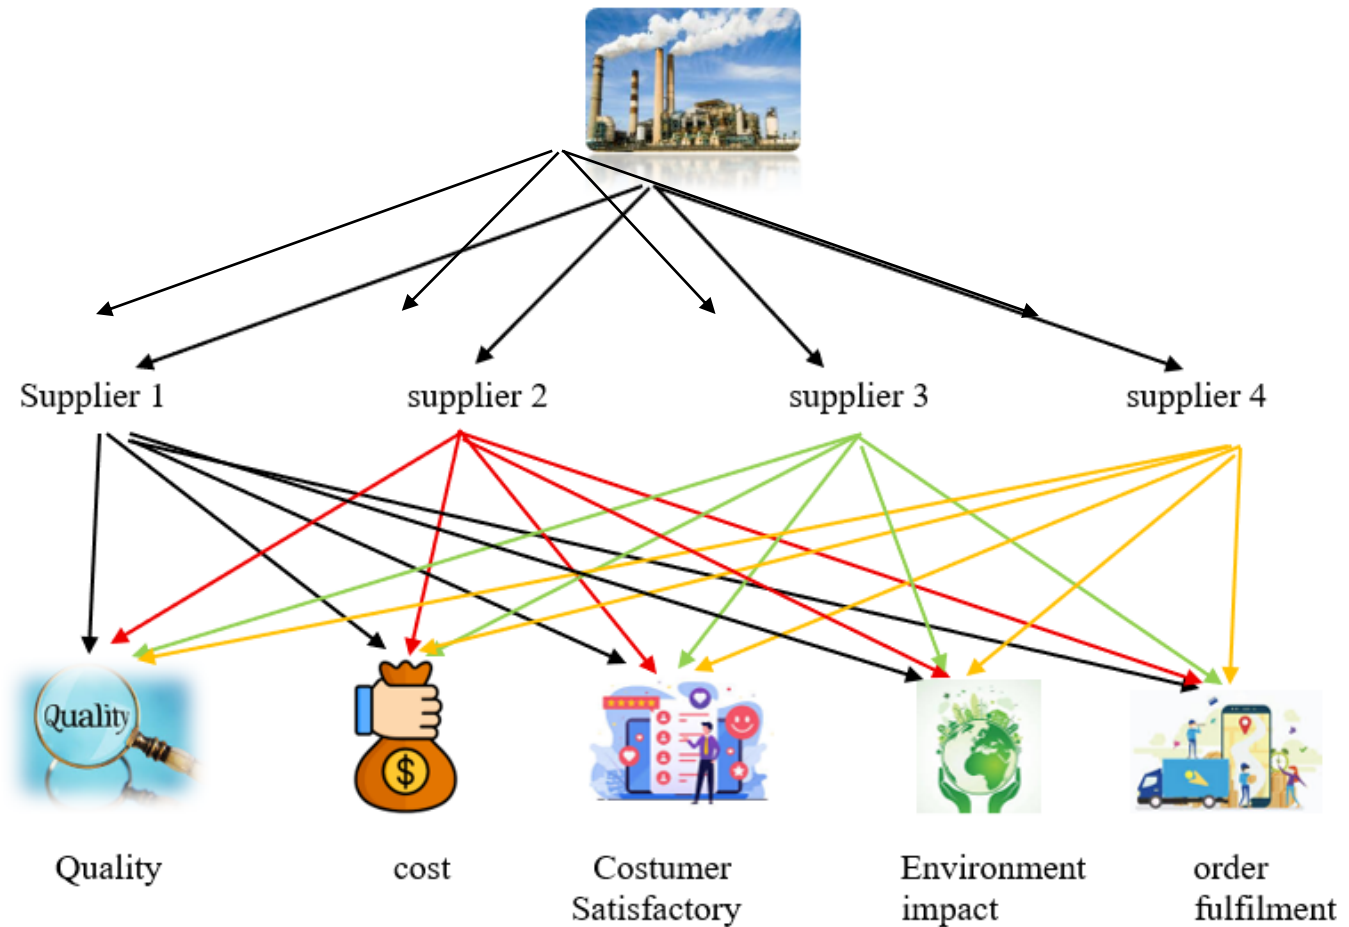 Supplier 1
supplier 2
supplier 3
supplier 4
Quality
$
Quality
cost
Costumer
Satisfactory
Environment
impact
order
fulfilment